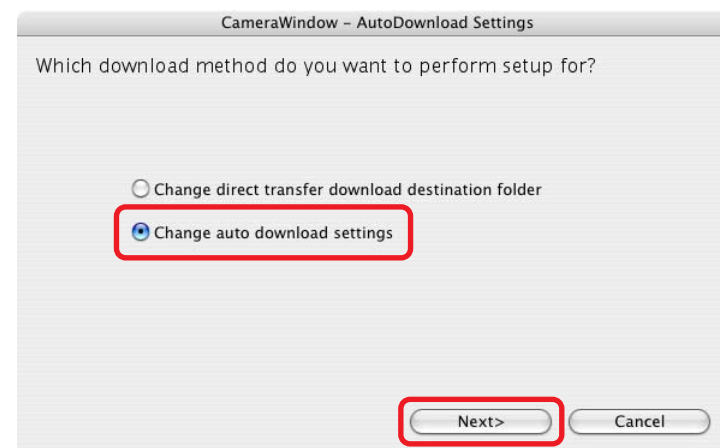 CameraWindow – AutoDownload Settings
Which download method do you want to perform setup for?
Change direct transfer download destination folder
Change auto download settings
Next>
Cancel